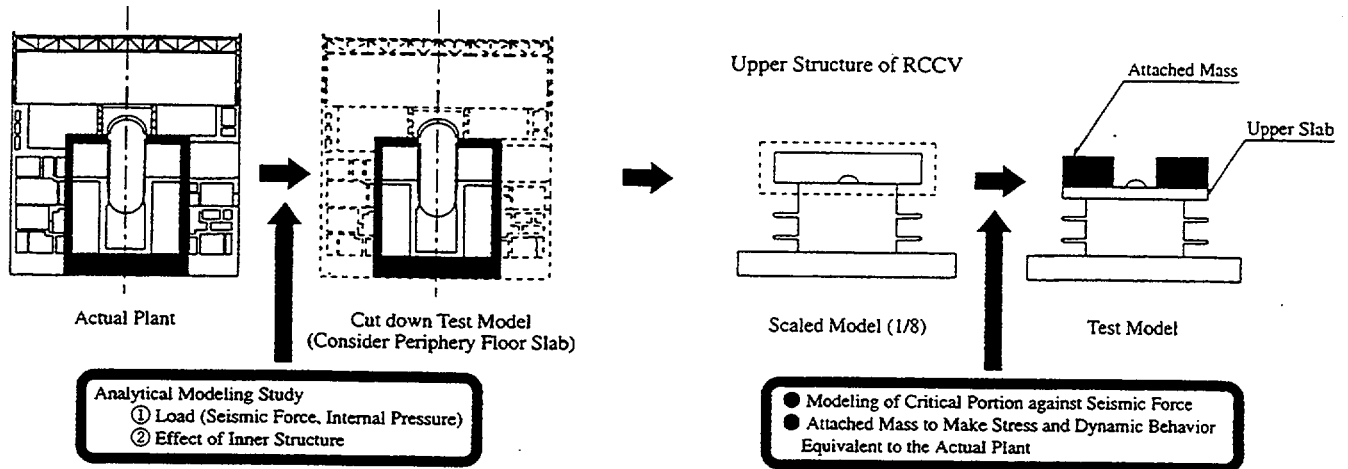 Upper Structure of RCCV
Attached Mass
Upper Slab
Actual Plant
Cut down Test Model
(Consider Periphery Floor Slab)
Scaled Model (1/8)
Test Model
Analytical Modeling Study
① Load (Seismic Force, Internal Pressure)
② Effect of Inner Structure
● Modeling of Critical Portion against Seismic Force
● Attached Mass to Make Stress and Dynamic Behavior
Equivalent to the Actual Plant